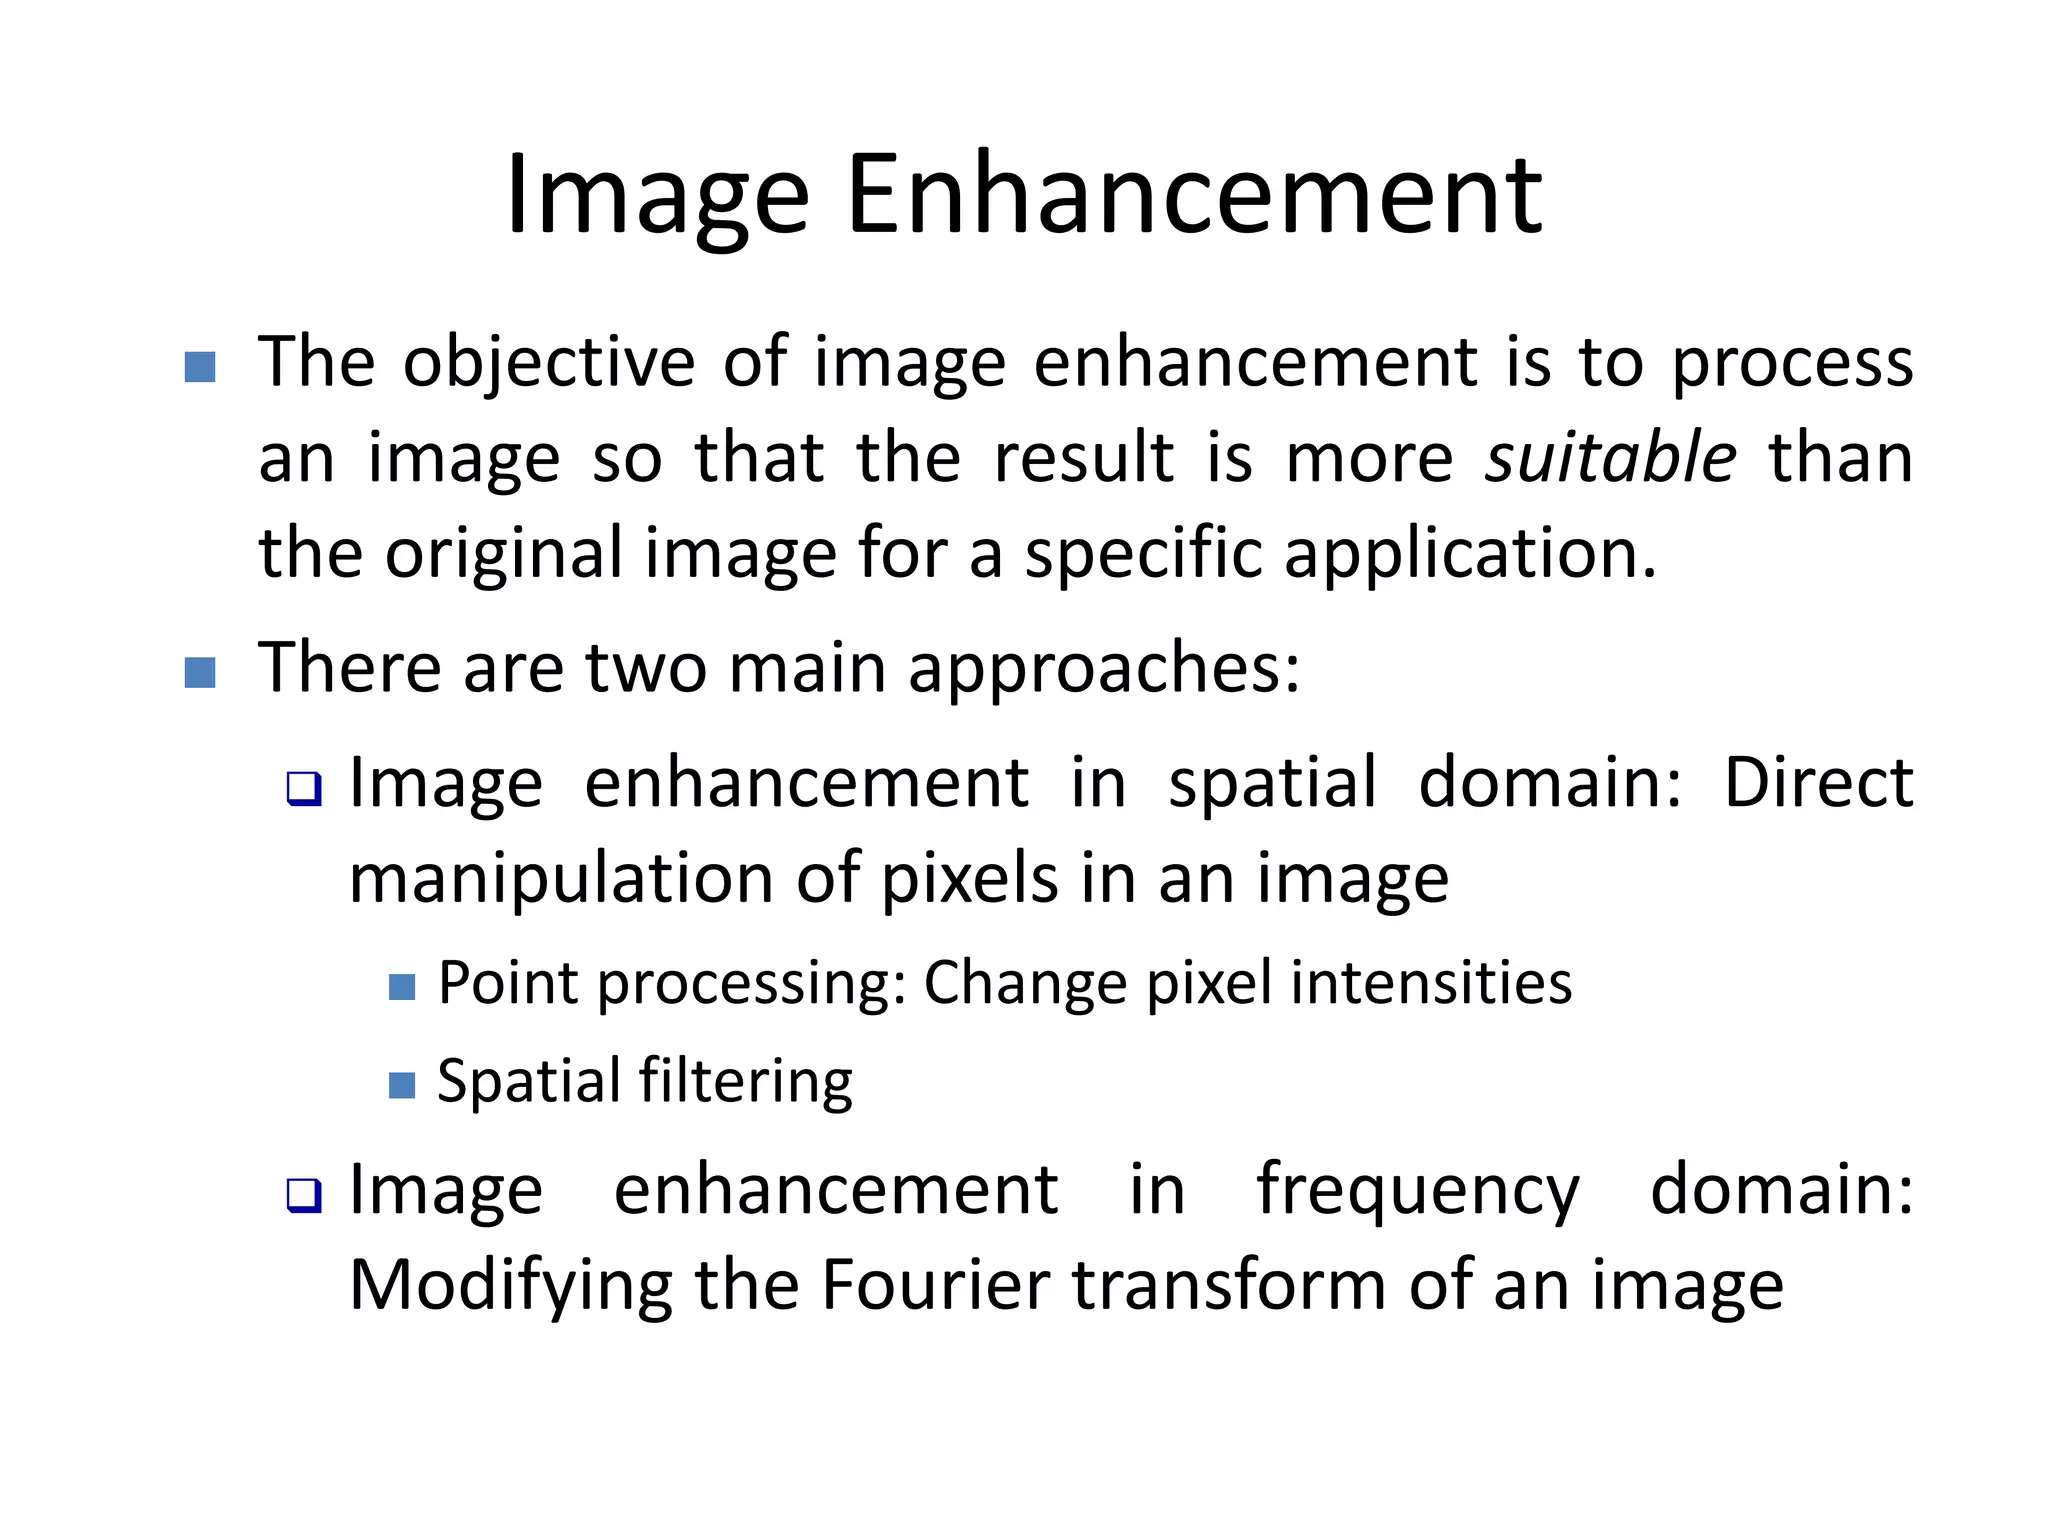 Image Enhancement
The objective of image enhancement is to process
an image so that the result is more suitable than
the original image for a specific application.
There are two main approaches:
Image enhancement in spatial domain: Direct
manipulation of pixels in an image
Point processing: Change pixel intensities
Spatial filtering
Image enhancement in frequency domain:
Modifying the Fourier transform of an image